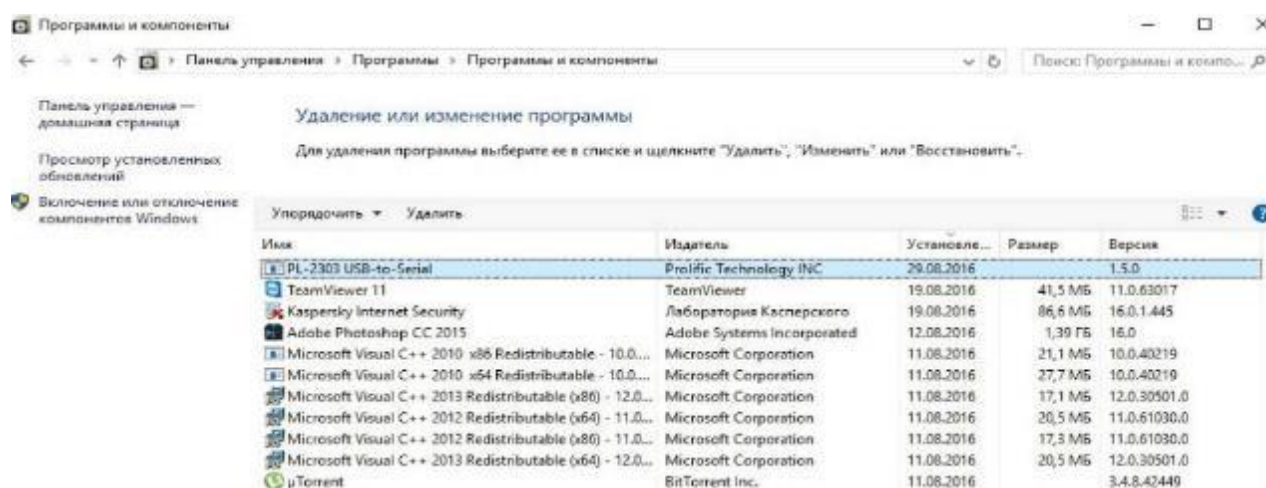 Программы и компоненты
Панель управления › Программы › Программы и компоненты
Поиск: Программы и компо...
Панель управления —
домашняя страница
Просмотр установленных
обновлений
Включение или отключение
компонентов Windows
Удаление или изменение программы
Для удаления программы выберите ее в списке и щелкните "Удалить", "Изменить" или "Восстановить".
Упорядочить Удалить
Имя Издатель Установле... Размер Версия
PL-2303 USB-to-Serial Prolific Technology INC 29.08.2016 1.5.0
TeamViewer 11 TeamViewer 19.08.2016 41,5 МБ 11.0.63017
Kaspersky Internet Security Лаборатория Касперского 19.08.2016 86,6 МБ 16.0.1.445
Adobe Photoshop CC 2015 Adobe Systems Incorporated 12.08.2016 1,39 ГБ 16.0
Microsoft Visual C++ 2010 x86 Redistributable - 10.0.... Microsoft Corporation 11.08.2016 21,1 МБ 10.0.40219
Microsoft Visual C++ 2010 x64 Redistributable - 10.0.... Microsoft Corporation 11.08.2016 27,7 МБ 10.0.40219
Microsoft Visual C++ 2013 Redistributable (x86) - 12.0... Microsoft Corporation 11.08.2016 17,1 МБ 12.0.30501.0
Microsoft Visual C++ 2012 Redistributable (x64) - 11.0... Microsoft Corporation 11.08.2016 20,5 МБ 11.0.61030.0
Microsoft Visual C++ 2012 Redistributable (x86) - 11.0... Microsoft Corporation 11.08.2016 17,3 МБ 11.0.61030.0
Microsoft Visual C++ 2013 Redistributable (x64) - 12.0... Microsoft Corporation 11.08.2016 20,5 МБ 12.0.30501.0
µTorrent BitTorrent Inc. 11.08.2016 3.4.8.42449